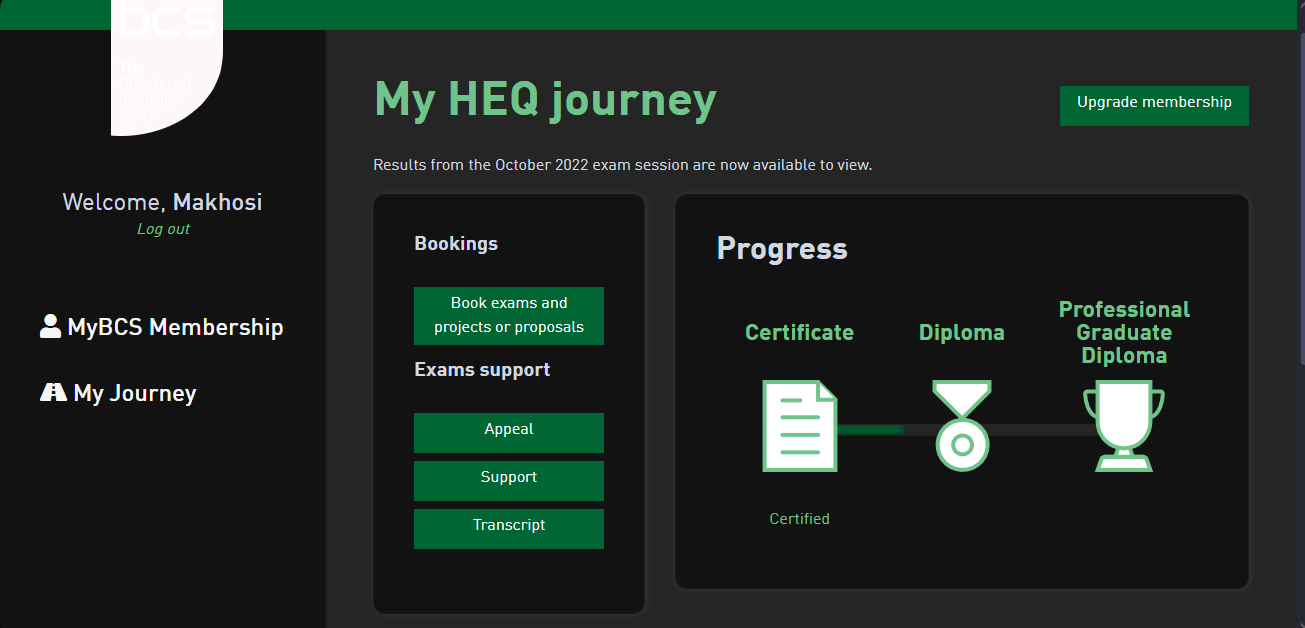 bcs
The
Chartered
Institute
for IT
Welcome, Makhosi
Log out
MyBCS Membership
My Journey
My HEQ journey
Upgrade membership
Results from the October 2022 exam session are now available to view.
Bookings
Book exams and
projects or proposals
Exams support
Appeal
Support
Transcript
Progress
Certificate
Diploma
Professional
Graduate
Diploma
Certified